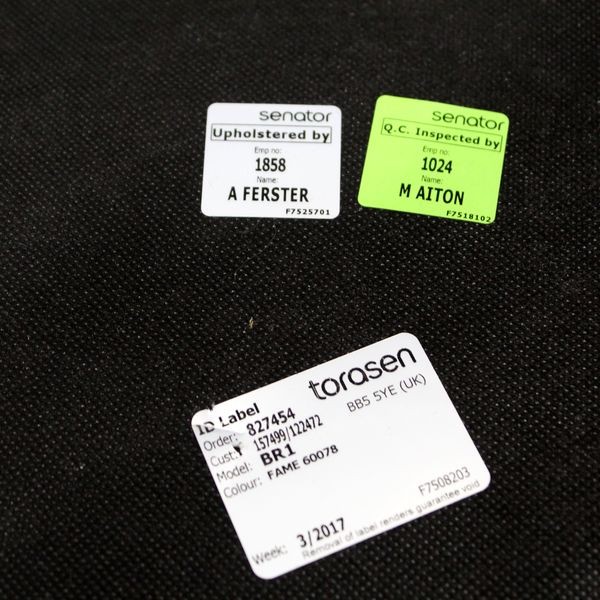 senator
Upholstered by
Emp no:
1858
Name:
A FERSTER
F7525701
senator
Q.C. Inspected by
Emp no:
1024
Name:
M AITON
F7518102
torasen
BB5 5YE (UK)
ID Label
Order: 827454
Cust: 157499/122472
Model: BR1
Colour: FAME 60078
F7508203
Week: 3/2017
Removal of label renders guarantee void